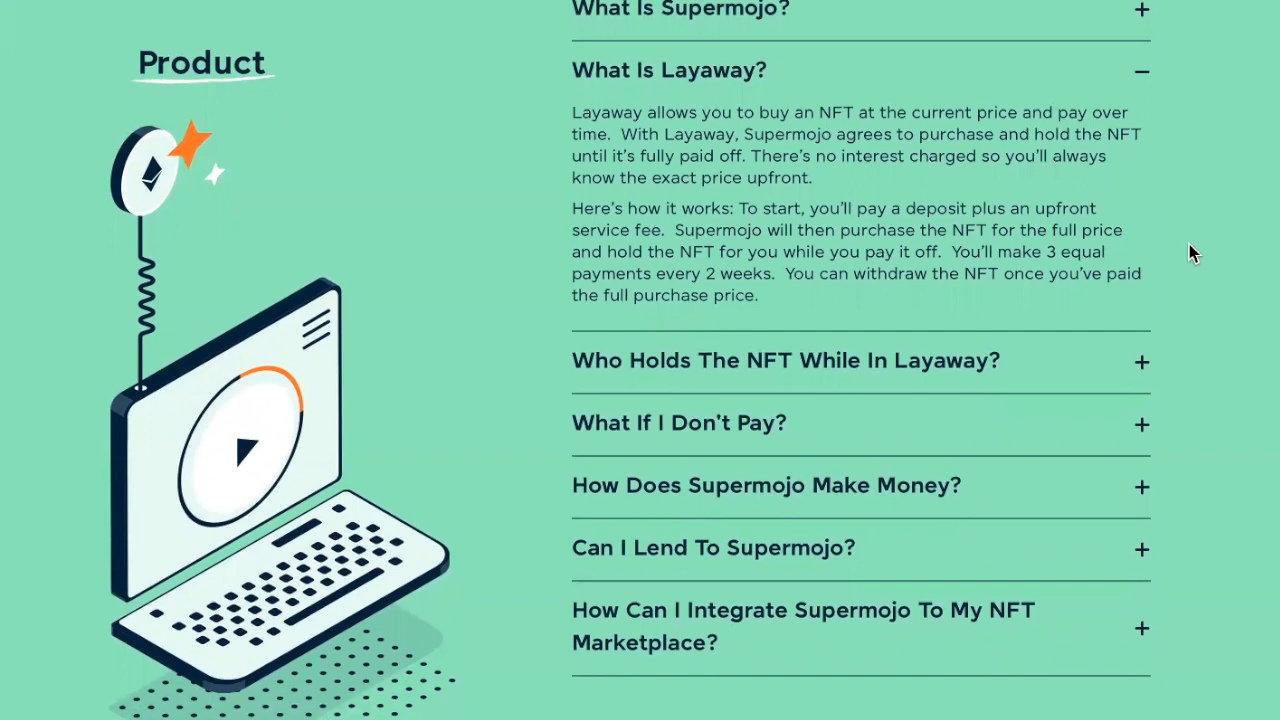 Product
What Is Supermojo?
What Is Layaway?
Layaway allows you to buy an NFT at the current price and pay over
time.  With Layaway, Supermojo agrees to purchase and hold the NFT
until it’s fully paid off. There’s no interest charged so you’ll always
know the exact price upfront.
Here’s how it works: To start, you’ll pay a deposit plus an upfront
service fee.  Supermojo will then purchase the NFT for the full price
and hold the NFT for you while you pay it off.  You’ll make 3 equal
payments every 2 weeks.  You can withdraw the NFT once you’ve paid
the full purchase price.
Who Holds The NFT While In Layaway?
What If I Don't Pay?
How Does Supermojo Make Money?
Can I Lend To Supermojo?
How Can I Integrate Supermojo To My NFT
Marketplace?